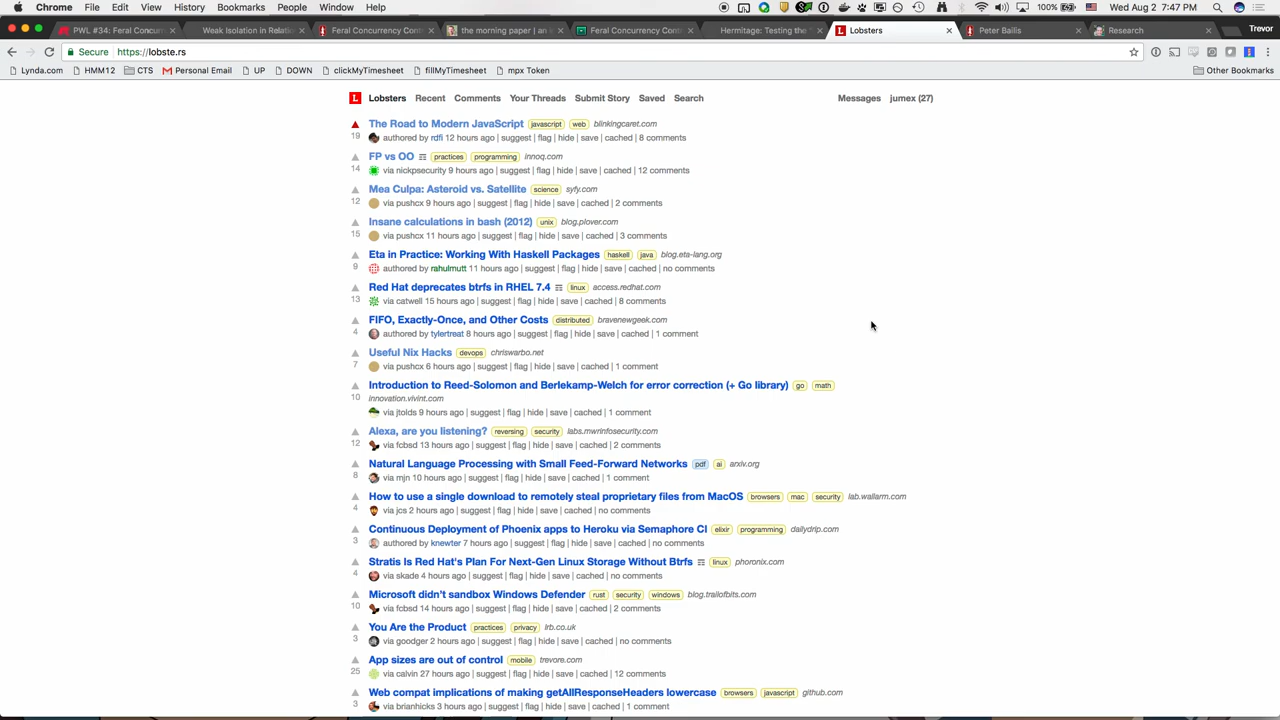 Chrome File Edit View History Bookmarks People Window Help 100% Wed Aug 2 7:47 
PWL #34: Feral Concurr Weak Isolation in Relatio Feral Concurrency Cont the morning paper | an i Feral Concurrency Cont Hermitage: Testing the Lobsters Peter Bailis Research Trevor
Secure https://lobste.rs
Lynda.com HMM12 CTS Personal Email UP DOWN clickMyTimesheet fillMyTimesheet mpx Token Other Bookmarks
L Lobsters Recent Comments Your Threads Submit Story Saved Search Messages jumex (27)
The Road to Modern JavaScript javascript web blinkingcaret.com
19 authored by rdfi 12 hours ago | suggest | flag | hide | save | cached | 8 comments
FP vs OO practices programming innoq.com
14 via nickpsecurity 9 hours ago | suggest | flag | hide | save | cached | 12 comments
Mea Culpa: Asteroid vs. Satellite science syfy.com
12 via pushcx 9 hours ago | suggest | flag | hide | save | cached | 2 comments
Insane calculations in bash (2012) unix blog.plover.com
15 via pushcx 11 hours ago | suggest | flag | hide | save | cached | 3 comments
Eta in Practice: Working With Haskell Packages haskell java blog.eta-lang.org
9 authored by rahulmutt 11 hours ago | suggest | flag | hide | save | cached | no comments
Red Hat deprecates btrfs in RHEL 7.4 linux access.redhat.com
13 via catwell 15 hours ago | suggest | flag | hide | save | cached | 8 comments
FIFO, Exactly-Once, and Other Costs distributed bravenewgeek.com
4 authored by tylertreat 8 hours ago | suggest | flag | hide | save | cached | 1 comment
Useful Nix Hacks devops chriswarbo.net
7 via pushcx 6 hours ago | suggest | flag | hide | save | cached | 1 comment
Introduction to Reed-Solomon and Berlekamp-Welch for error correction (+ Go library) go math
10 innovation.vivint.com
via jtolds 9 hours ago | suggest | flag | hide | save | cached | 1 comment
Alexa, are you listening? reversing security labs.mwrinfosecurity.com
12 via fcbsd 13 hours ago | suggest | flag | hide | save | cached | 2 comments
Natural Language Processing with Small Feed-Forward Networks pdf ai arxiv.org
8 via mjn 10 hours ago | suggest | flag | hide | save | cached | 1 comment
How to use a single download to remotely steal proprietary files from MacOS browsers mac security lab.wallarm.com
4 via jcs 2 hours ago | suggest | flag | hide | save | cached | no comments
Continuous Deployment of Phoenix apps to Heroku via Semaphore CI elixir programming dailydrip.com
3 authored by knewter 7 hours ago | suggest | flag | hide | save | cached | no comments
Stratis Is Red Hat's Plan For Next-Gen Linux Storage Without Btrfs linux phoronix.com
4 via skade 4 hours ago | suggest | flag | hide | save | cached | no comments
Microsoft didn't sandbox Windows Defender rust security windows blog.trailofbits.com
10 via fcbsd 14 hours ago | suggest | flag | hide | save | cached | 2 comments
You Are the Product practices privacy lrb.co.uk
3 via goodger 2 hours ago | suggest | flag | hide | save | cached | no comments
App sizes are out of control mobile trevore.com
25 via calvin 27 hours ago | suggest | flag | hide | save | cached | 12 comments
Web compat implications of making getAllResponseHeaders lowercase browsers javascript github.com
3 via brianhicks 3 hours ago | suggest | flag | hide | save | cached | 1 comment